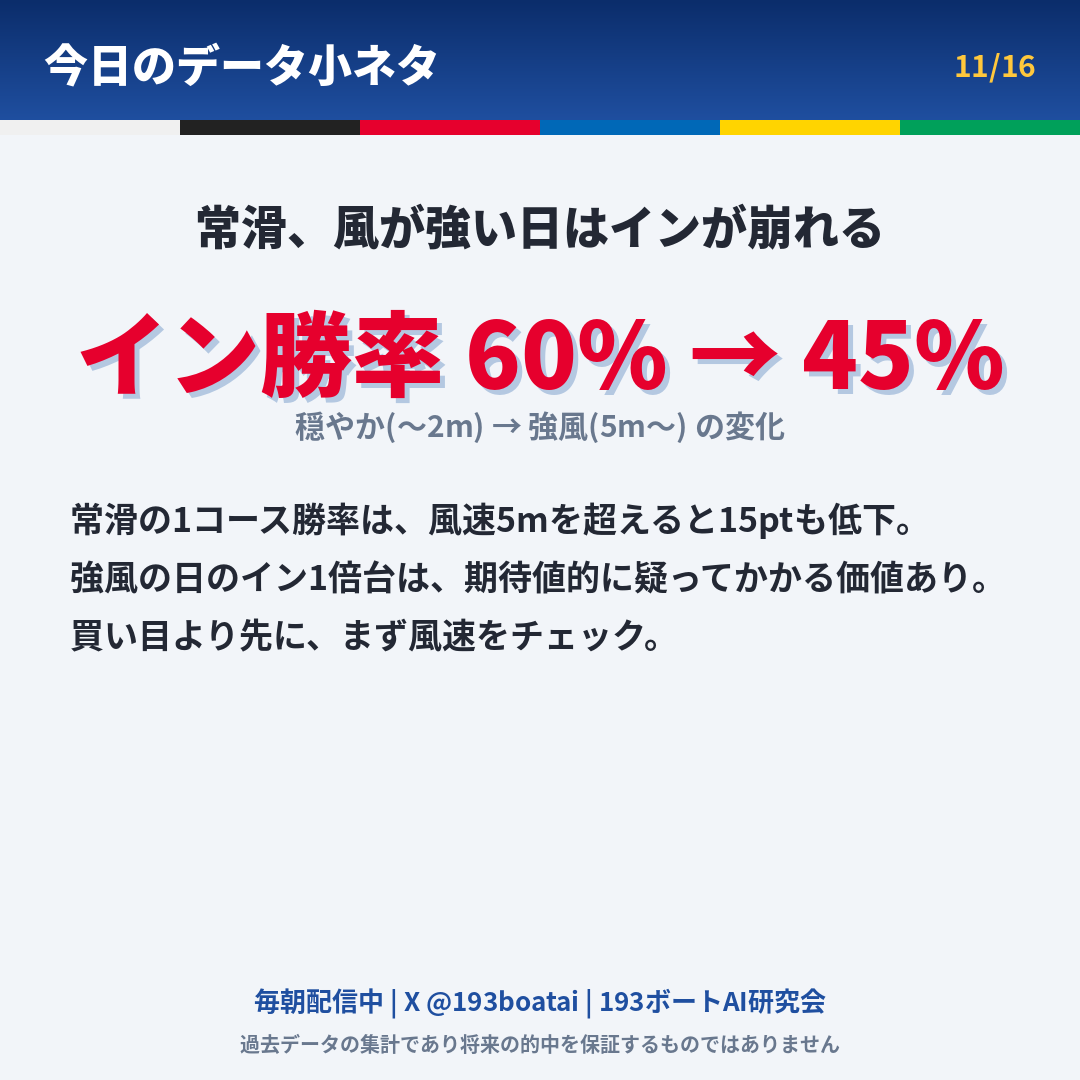 今日のデータ小ネタ
11/16
常滑、風が強い日はインが崩れる
イン勝率 60% → 45%
穏やか(〜2m) → 強風(5m〜) の変化
常滑の1コース勝率は、風速5mを超えると15ptも低下。
強風の日のイン1倍台は、期待値的に疑ってかかる価値あり。
買い目より先に、まず風速をチェック。
毎朝配信中 | X @193boatai | 193ボートAI研究会
過去データの集計であり将来の的中を保証するものではありません